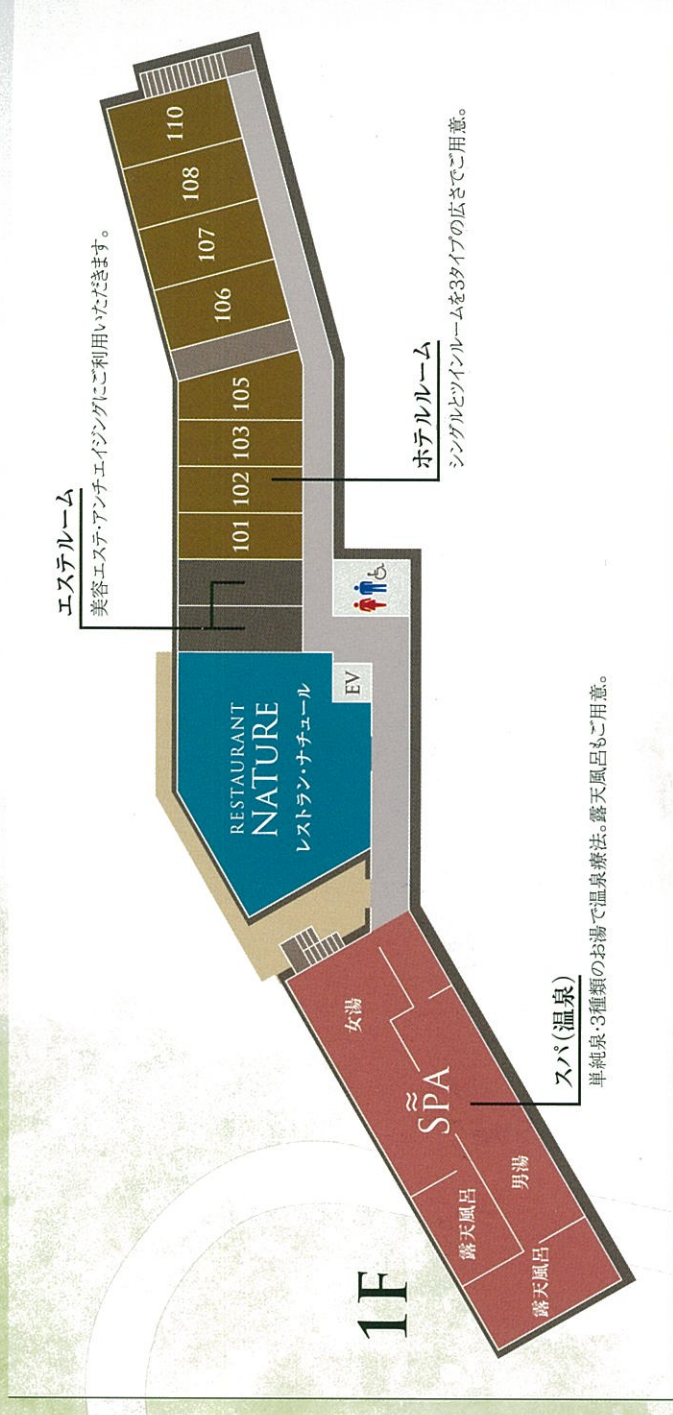 1F
エステルーム
美容エステ・アンチエイジングにご利用いただきます。
RESTAURANT
NATURE
レストラン・ナチュール
EV
101
102
103
105
106
107
108
110
ホテルルーム
シングルとツインルームを3タイプの広さでご用意。
女湯
SPA
露天風呂
男湯
露天風呂
スパ(温泉)
単純泉・3種類のお湯で温泉療法。露天風呂もご用意。